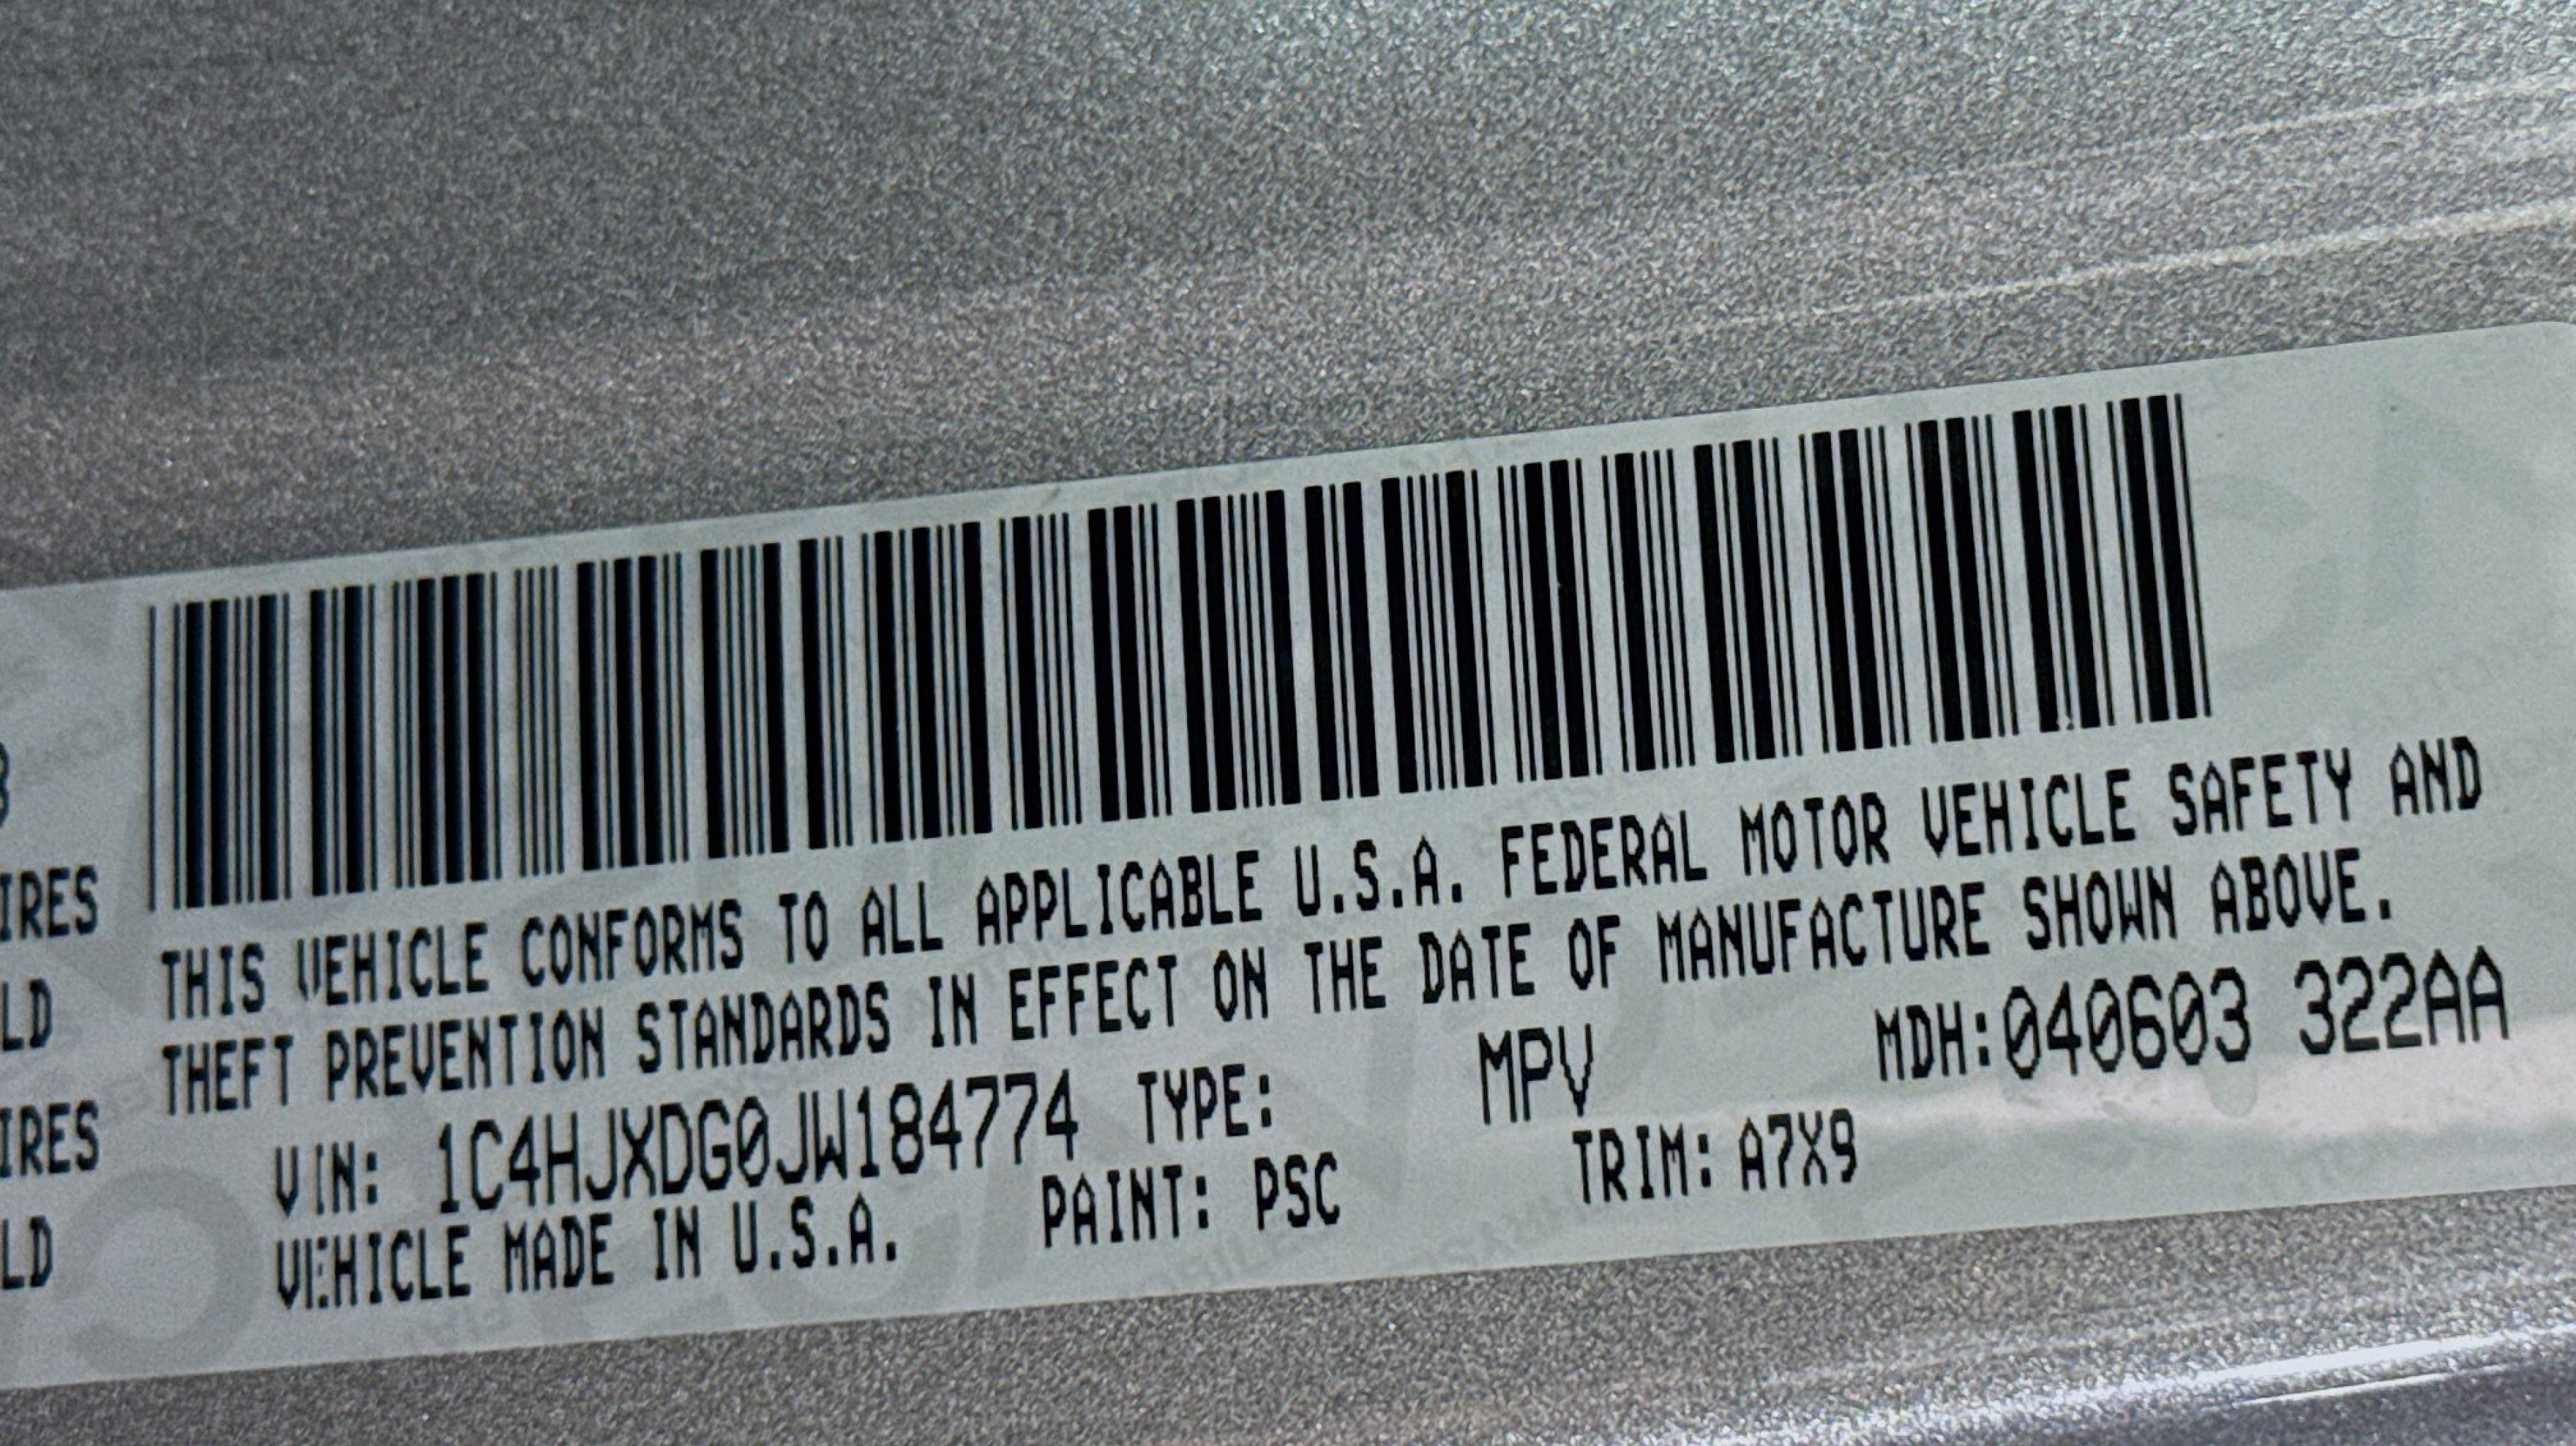 3
IRES
LD
IRES
LD
THIS VEHICLE CONFORMS TO ALL APPLICABLE U.S.A. FEDERAL MOTOR VEHICLE SAFETY AND
THEFT PREVENTION STANDARDS IN EFFECT ON THE DATE OF MANUFACTURE SHOWN ABOVE.
VIN: 1C4HJXDG0JW184774 TYPE: MPV MDH:040603 322AA
VEHICLE MADE IN U.S.A. PAINT: PSC TRIM: A7X9